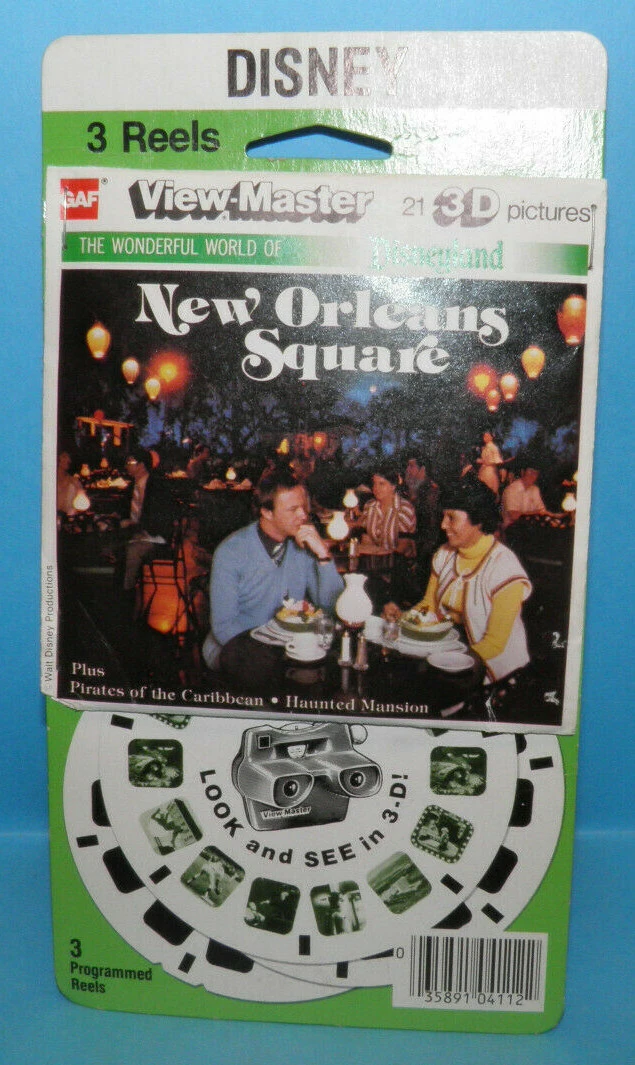 DISNEY
3 Reels
GAF®
View-Master® 21 3D pictures
THE WONDERFUL WORLD OF Disneyland
New Orleans
Square
© Walt Disney Productions
Plus
Pirates of the Caribbean • Haunted Mansion
View-Master
LOOK and SEE in 3-D!
3
Programmed
Reels
0 35891 04112